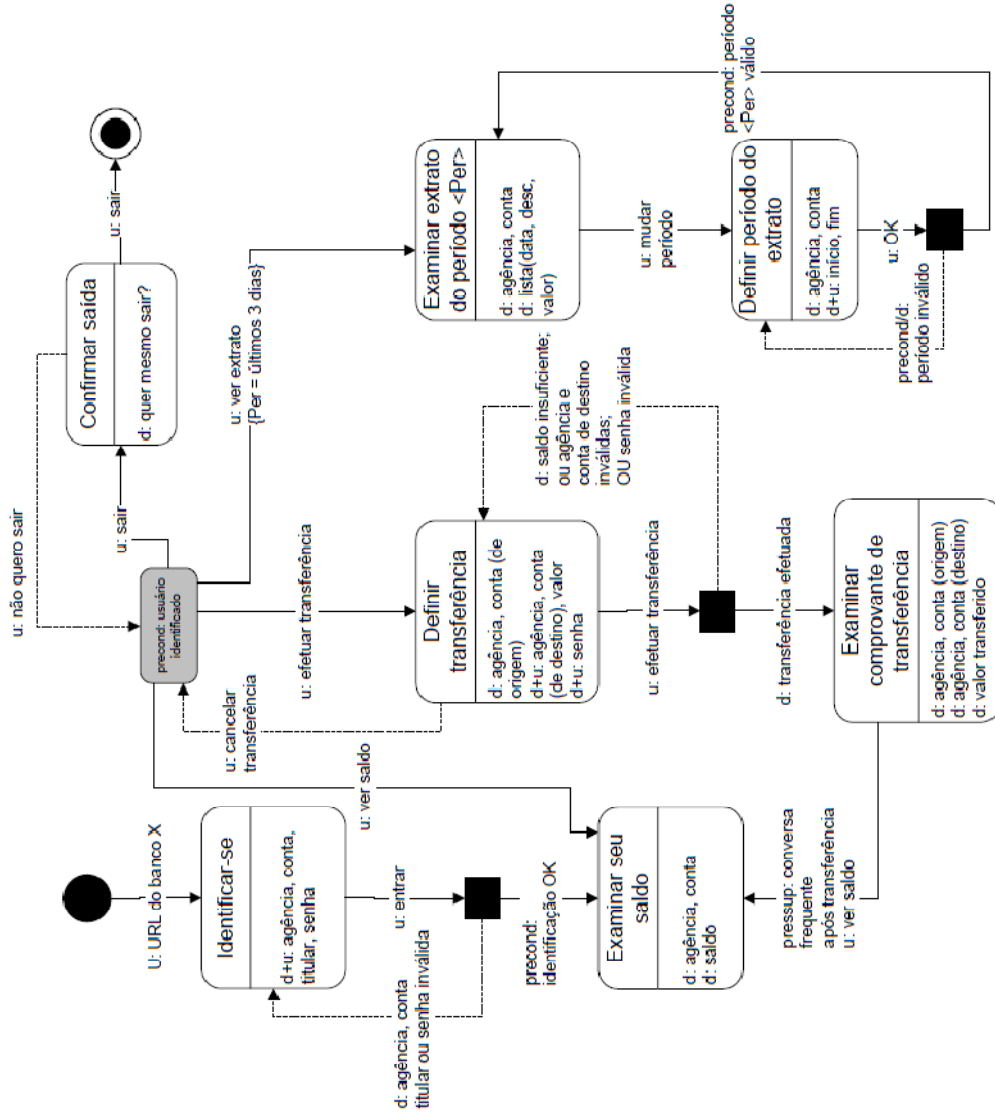 u: URL do banco X
Identificar-se
d+u: agência, conta,
titular, senha
d: agência, conta
titular ou senha inválida
u: entrar
precond:
identificação OK
Examinar seu
saldo
d: agência, conta
d: saldo
pressup: conversa
frequente
após transferência
u: ver saldo
u: ver saldo
u: não quero sair
precond: usuário
identificado
u: cancelar
transferência
u: efetuar transferência
Definir
transferência
d: agência, conta (de
origem)
d+u: agência, conta
(de destino), valor
d+u: senha
u: efetuar transferência
d: saldo insuficiente;
ou agência e
conta de destino
inválidas;
OU senha inválida
d: transferência efetuada
Examinar
comprovante de
transferência
d: agência, conta (origem)
d: agência, conta (destino)
d: valor transferido
u: sair
Confirmar saída
d: quer mesmo sair?
u: sair
u: ver extrato
{Per = últimos 3 dias}
Examinar extrato
do período <Per>
d: agência, conta
d: lista(data, desc,
valor)
u: mudar
período
Definir período do
extrato
d: agência, conta
d+u: início, fim
u: OK
precond/d:
período inválido
precond: período
<Per> válido